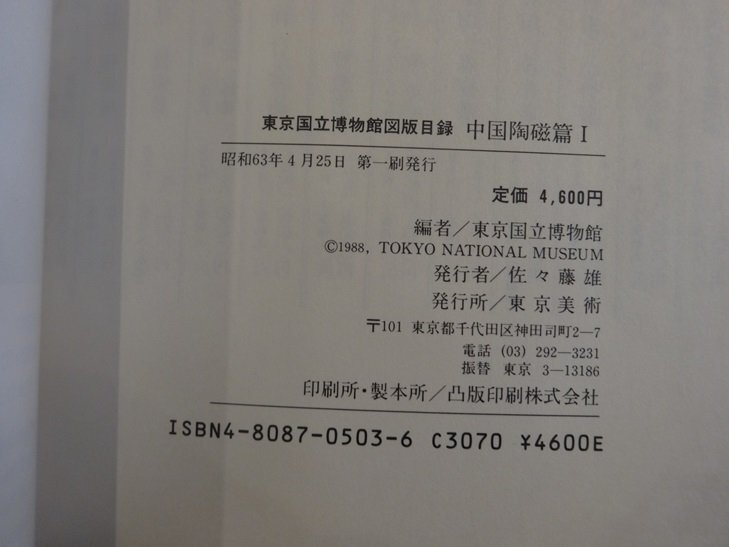 東京国立博物館図版目録 中国陶磁篇 I
昭和63年4月25日 第一刷発行
定価 4,600円
編者／東京国立博物館
©1988, TOKYO NATIONAL MUSEUM
発行者／佐々藤雄
発行所／東京美術
〒101 東京都千代田区神田司町2―7
電話 (03) 292―3231
振替 東京 3―13186
印刷所・製本所／凸版印刷株式会社
ISBN4-8087-0503-6 C3070 ¥4600E